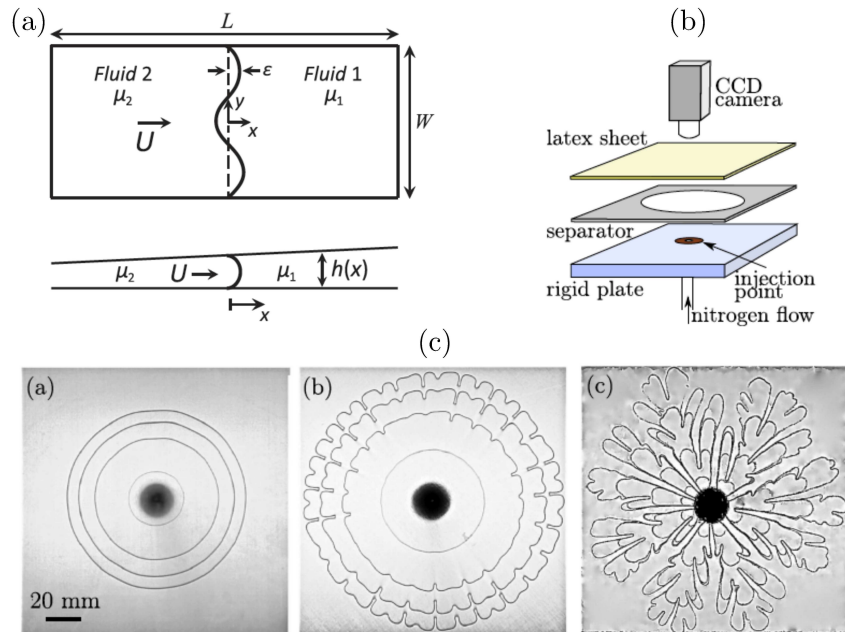 (a)
L
Fluid 2
μ2
U
ε
y
x
Fluid 1
μ1
W
μ2
U
μ1
h(x)
x
(b)
CCD
camera
latex sheet
separator
rigid plate
injection
point
nitrogen flow
(c)
(a)
20 mm
(b)
(c)